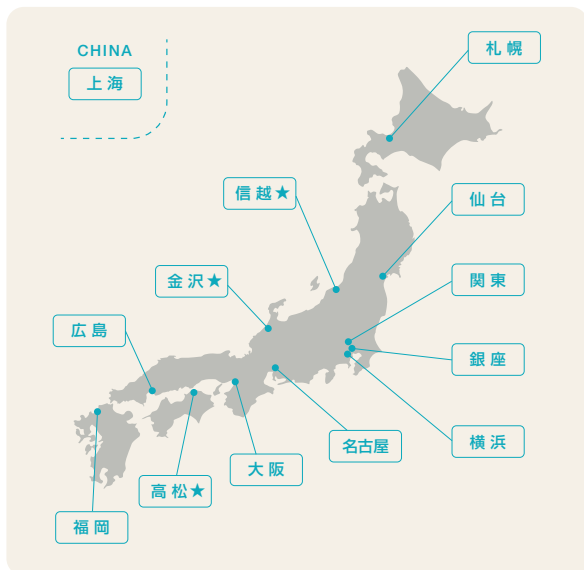 CHINA
上海
札幌
信越★
仙台
金沢★
関東
広島
銀座
名古屋
横浜
大阪
高松★
福岡